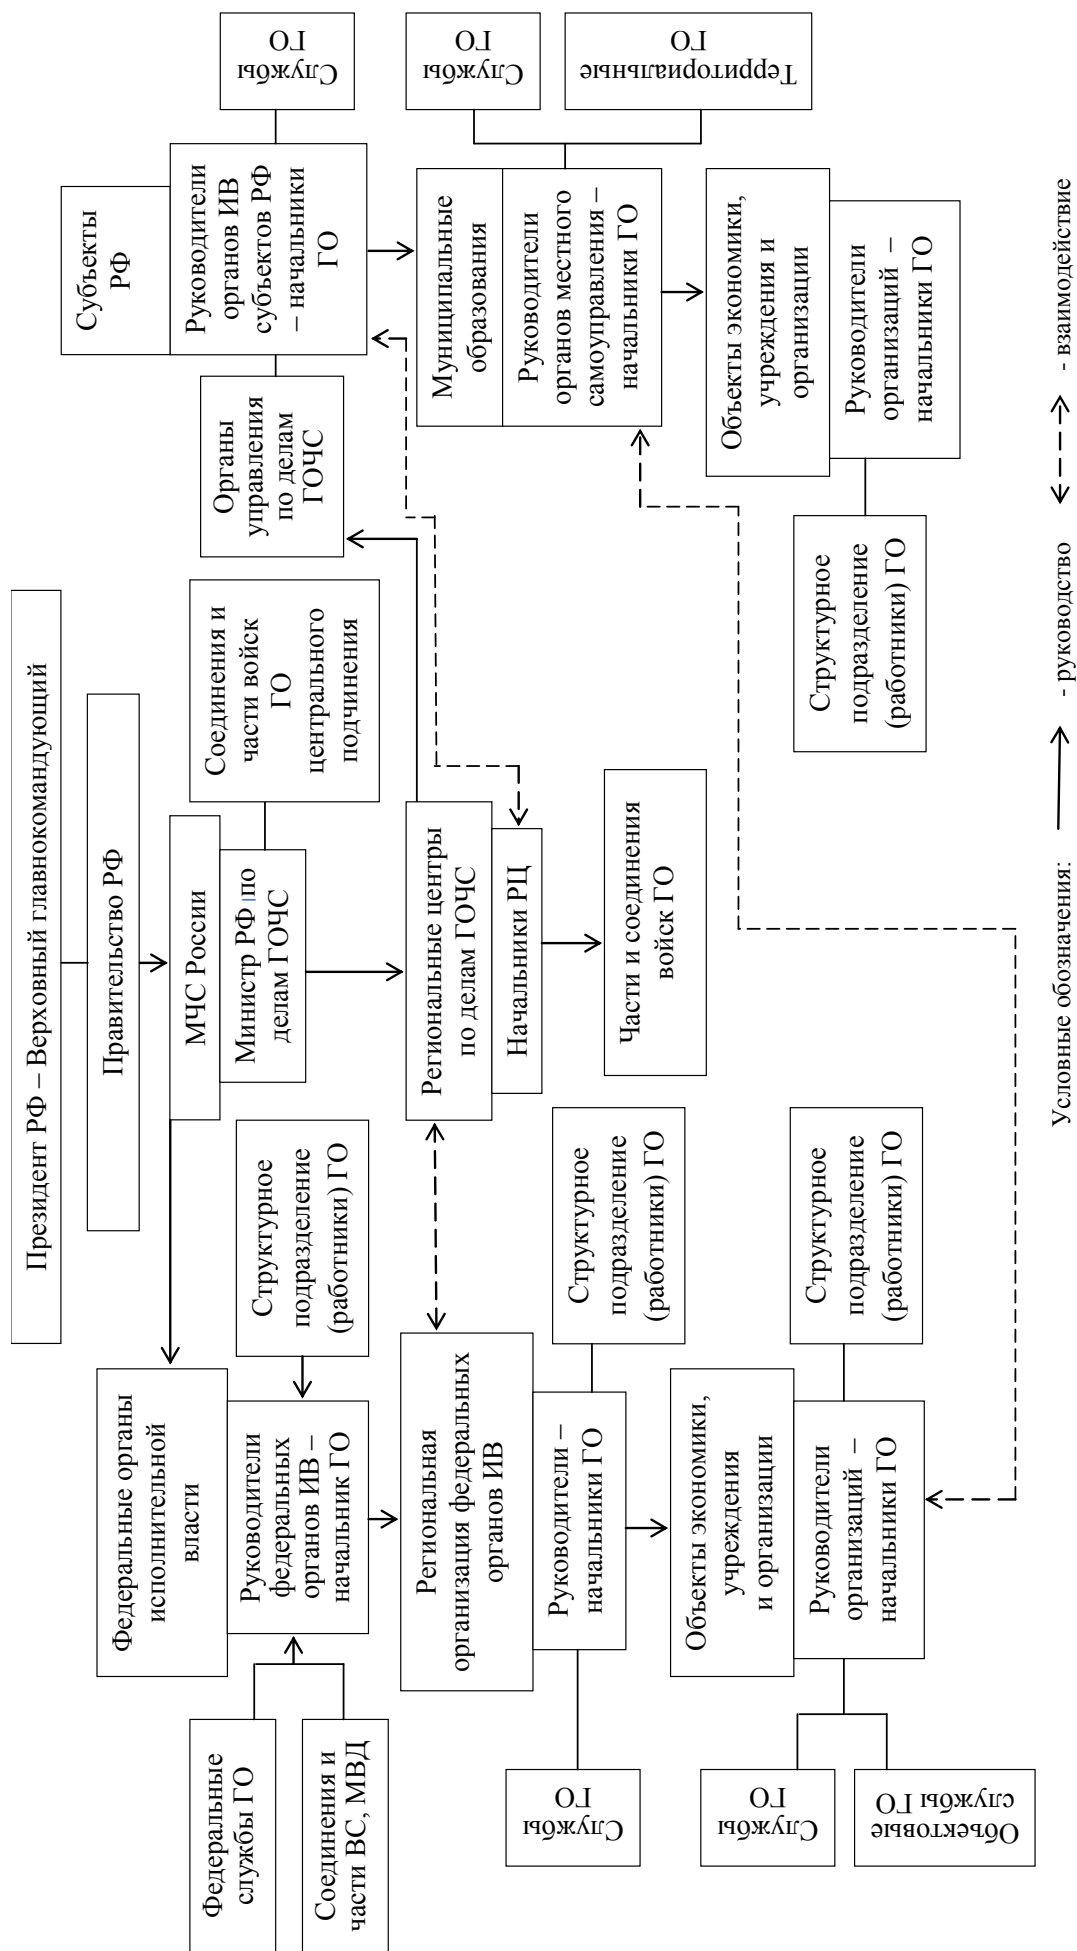 Президент РФ – Верховный главнокомандующий
Правительство РФ
МЧС России
Министр РФ по
делам ГОЧС
Соединения и
части войск
ГО
центрального
подчинения
Федеральные органы
исполнительной
власти
Руководители
федеральных
органов ИВ –
начальник ГО
Структурное
подразделение
(работники) ГО
Федеральные
службы ГО
Соединения и
части ВС, МВД
Субъекты
РФ
Руководители
органов ИВ
субъектов РФ
– начальники
ГО
Службы
ГО
Органы
управления
по делам
ГОЧС
Региональная
организация федеральных
органов ИВ
Руководители –
начальники ГО
Структурное
подразделение
(работники) ГО
Службы
ГО
Региональные центры
по делам ГОЧС
Начальники РЦ
Части и соединения
войск ГО
Муниципальные
образования
Руководители
органов местного
самоуправления –
начальники ГО
Службы
ГО
Территориальные
ГО
Объекты экономики,
учреждения
и организации
Руководители
организаций –
начальники ГО
Структурное
подразделение
(работники) ГО
Службы
ГО
Объектовые
службы ГО
Объекты экономики,
учреждения и
организации
Руководители
организаций –
начальники ГО
Структурное
подразделение
(работники) ГО
Условные обозначения: - руководство - взаимодействие